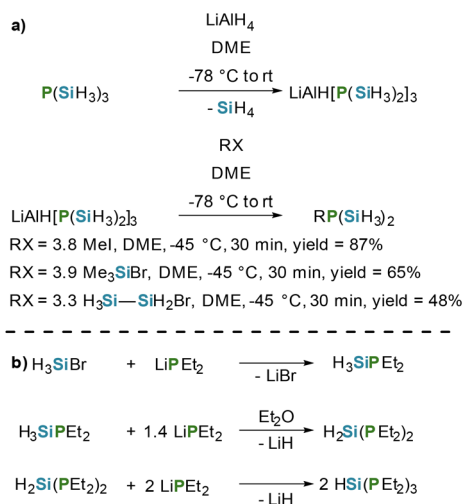 a)
LiAlH₄
DME
-78 °C to rt
P(SiH₃)₃ LiAlH[P(SiH₃)₂]₃
- SiH₄
RX
DME
-78 °C to rt
LiAlH[P(SiH₃)₂]₃ RP(SiH₃)₂
RX = 3.8 MeI, DME, -45 °C, 30 min, yield = 87%
RX = 3.9 Me₃SiBr, DME, -45 °C, 30 min, yield = 65%
RX = 3.3 H₃Si—SiH₂Br, DME, -45 °C, 30 min, yield = 48%
b) H₃SiBr + LiPEt₂ H₃SiPEt₂
- LiBr
Et₂O
H₃SiPEt₂ + 1.4 LiPEt₂ H₂Si(PEt₂)₂
- LiH
H₂Si(PEt₂)₂ + 2 LiPEt₂ 2 HSi(PEt₂)₃
- LiH